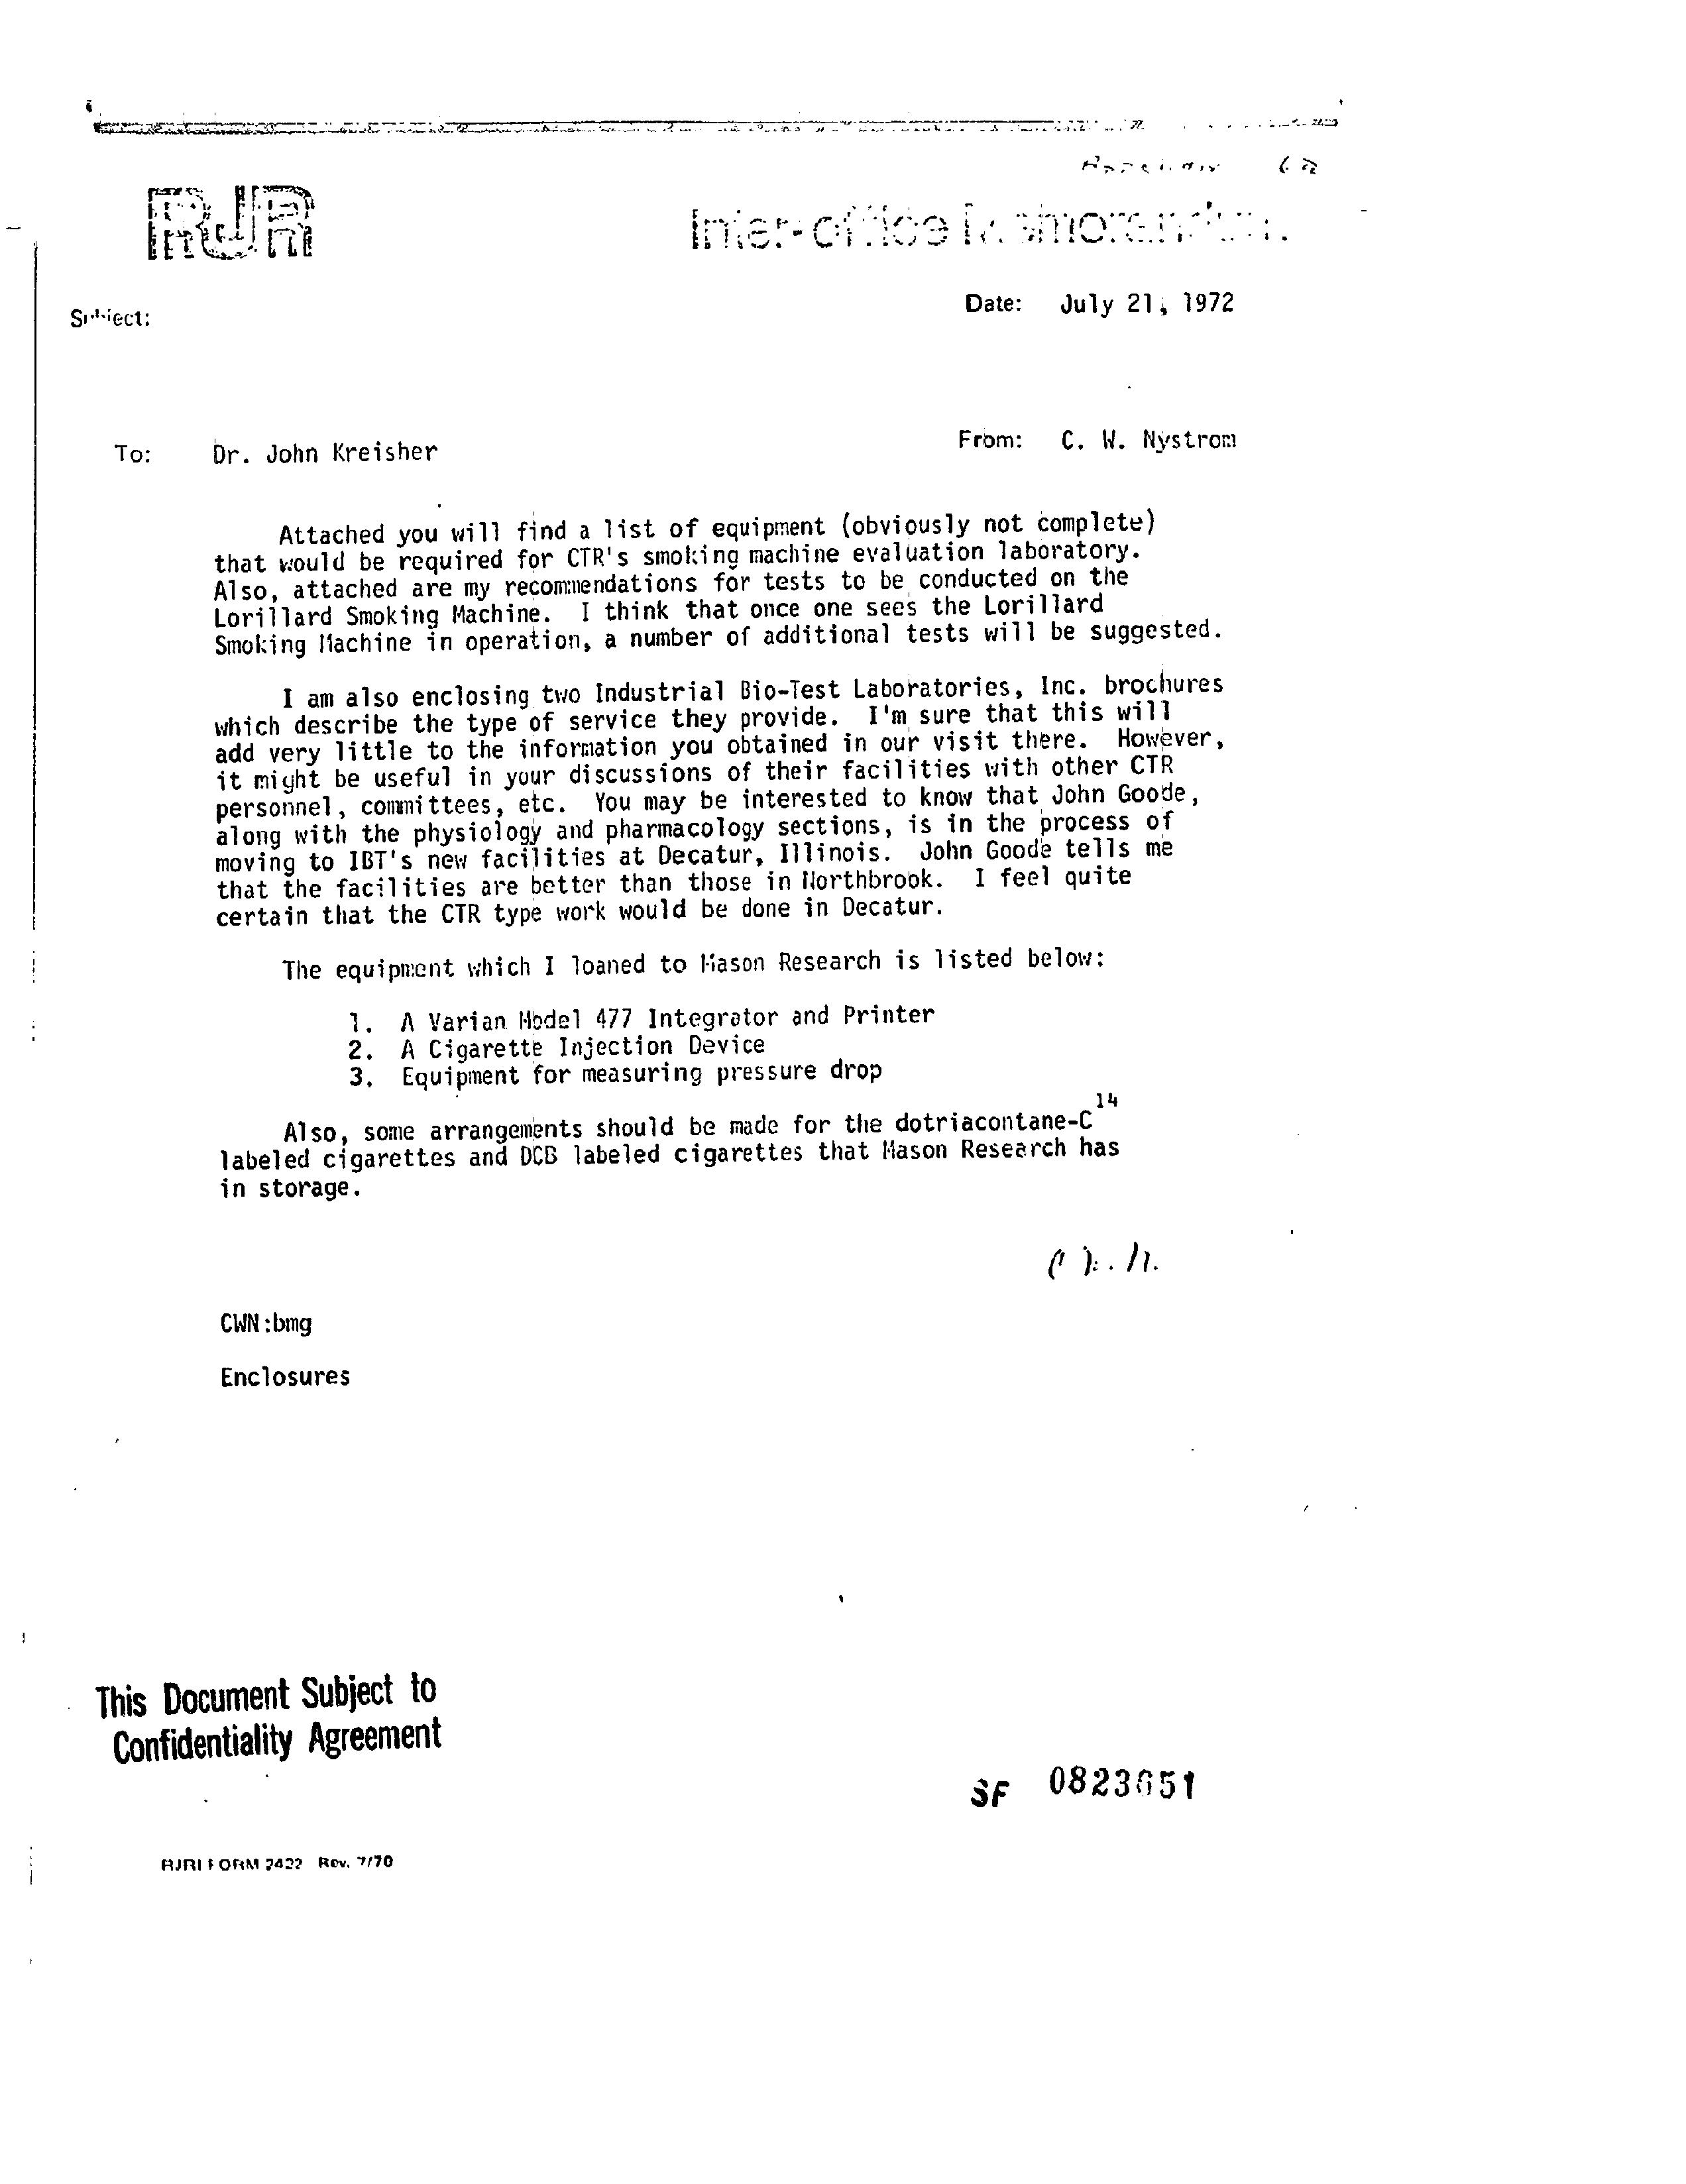 RJR
Inter-office Memorandum
Subject:
Date: July 21, 1972
To: Dr. John Kreisher
From: C. W. Nystrom
Attached you will find a list of equipment (obviously not complete)
that would be required for CTR's smoking machine evaluation laboratory.
Also, attached are my recommendations for tests to be conducted on the
Lorillard Smoking Machine. I think that once one sees the Lorillard
Smoking Machine in operation, a number of additional tests will be suggested.
I am also enclosing two Industrial Bio-Test Laboratories, Inc. brochures
which describe the type of service they provide. I'm sure that this will
add very little to the information you obtained in our visit there. However,
it might be useful in your discussions of their facilities with other CTR
personnel, committees, etc. You may be interested to know that John Goode,
along with the physiology and pharmacology sections, is in the process of
moving to IBT's new facilities at Decatur, Illinois. John Goode tells me
that the facilities are better than those in Northbrook. I feel quite
certain that the CTR type work would be done in Decatur.
The equipment which I loaned to Mason Research is listed below:
1. A Varian Model 477 Integrator and Printer
2. A Cigarette Injection Device
3. Equipment for measuring pressure drop
Also, some arrangements should be made for the dotriacontane-C14
labeled cigarettes and DCB labeled cigarettes that Mason Research has
in storage.
CWN:bmg
Enclosures
This Document Subject to
Confidentiality Agreement
SF 0823651
RJRI FORM 2422 Rev. 7/70